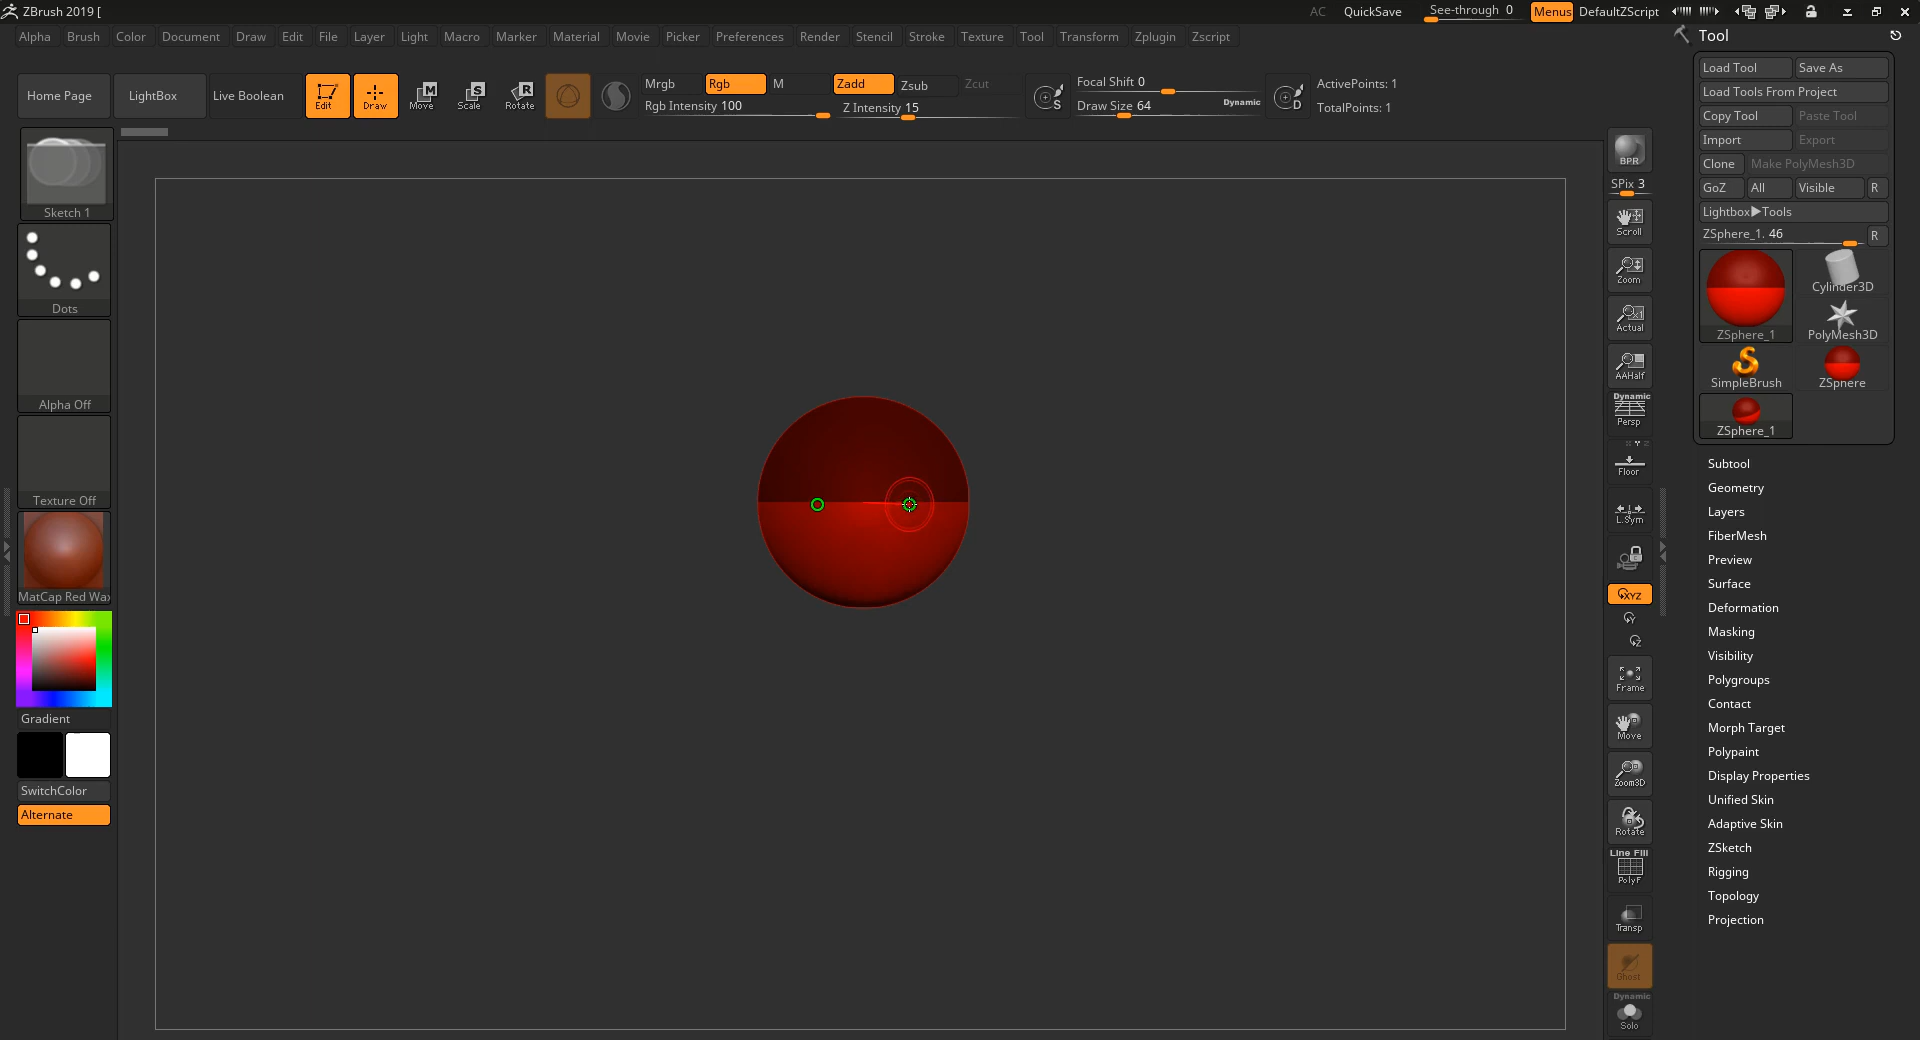 ZBrush 2019 [
AC QuickSave See-through 0 Menus DefaultZScript
Alpha Brush Color Document Draw Edit File Layer Light Macro Marker Material Movie Picker Preferences Render Stencil Stroke Texture Tool Transform Zplugin Zscript
Tool
Home Page LightBox Live Boolean
Edit Draw Move Scale Rotate
M S R
Mrgb Rgb M Zadd Zsub Zcut
Rgb Intensity 100 Z Intensity 15
S
Focal Shift 0
Draw Size 64 Dynamic
D
ActivePoints: 1
TotalPoints: 1
Sketch 1
Dots
Alpha Off
Texture Off
MatCap Red Wax
Gradient
SwitchColor
Alternate
BPR
SPix 3
Scroll
Zoom
Actual
AAHalf
Dynamic
Persp
Floor
L.Sym
XYZ
Y
Z
Frame
Move
Zoom3D
Rotate
Line Fill
PolyF
Transp
Ghost
Dynamic
Solo
Load Tool Save As
Load Tools From Project
Copy Tool Paste Tool
Import Export
Clone Make PolyMesh3D
GoZ All Visible R
Lightbox▶Tools
ZSphere_1. 46 R
ZSphere_1 Cylinder3D
PolyMesh3D
SimpleBrush ZSphere
ZSphere_1
Subtool
Geometry
Layers
FiberMesh
Preview
Surface
Deformation
Masking
Visibility
Polygroups
Contact
Morph Target
Polypaint
Display Properties
Unified Skin
Adaptive Skin
ZSketch
Rigging
Topology
Projection